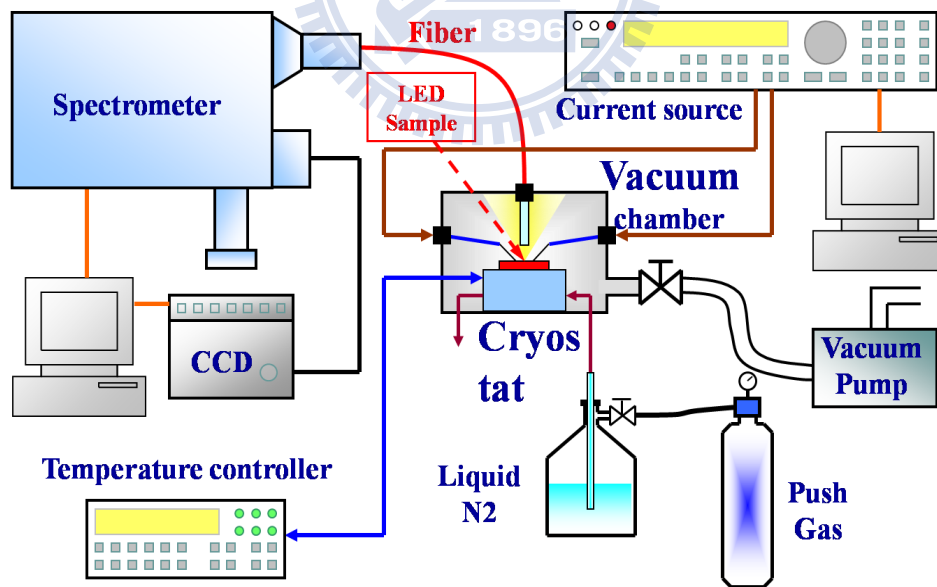 1896
Fiber
Spectrometer
LED
Sample
Current source
Vacuum
chamber
Cryos
tat
CCD
Vacuum
Pump
Temperature controller
Liquid
N2
Push
Gas